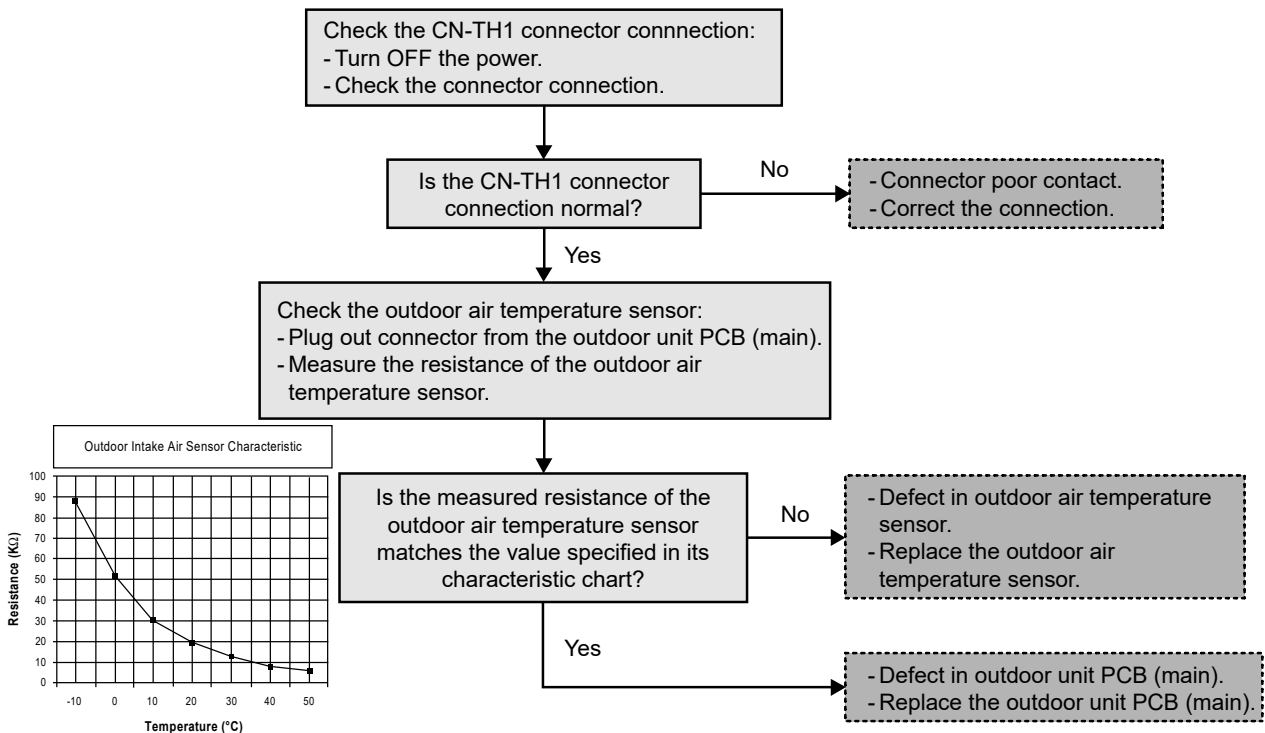 Check the CN-TH1 connector connnection:
- Turn OFF the power.
- Check the connector connection.
Is the CN-TH1 connector
connection normal?
No
- Connector poor contact.
- Correct the connection.
Yes
Check the outdoor air temperature sensor:
- Plug out connector from the outdoor unit PCB (main).
- Measure the resistance of the outdoor air
temperature sensor.
Outdoor Intake Air Sensor Characteristic
100
90
80
70
60
50
40
30
20
10
0
Resistance (KΩ)
-10 0 10 20 30 40 50
Temperature (°C)
Is the measured resistance of the
outdoor air temperature sensor
matches the value specified in its
characteristic chart?
No
- Defect in outdoor air temperature
sensor.
- Replace the outdoor air
temperature sensor.
Yes
- Defect in outdoor unit PCB (main).
- Replace the outdoor unit PCB (main).